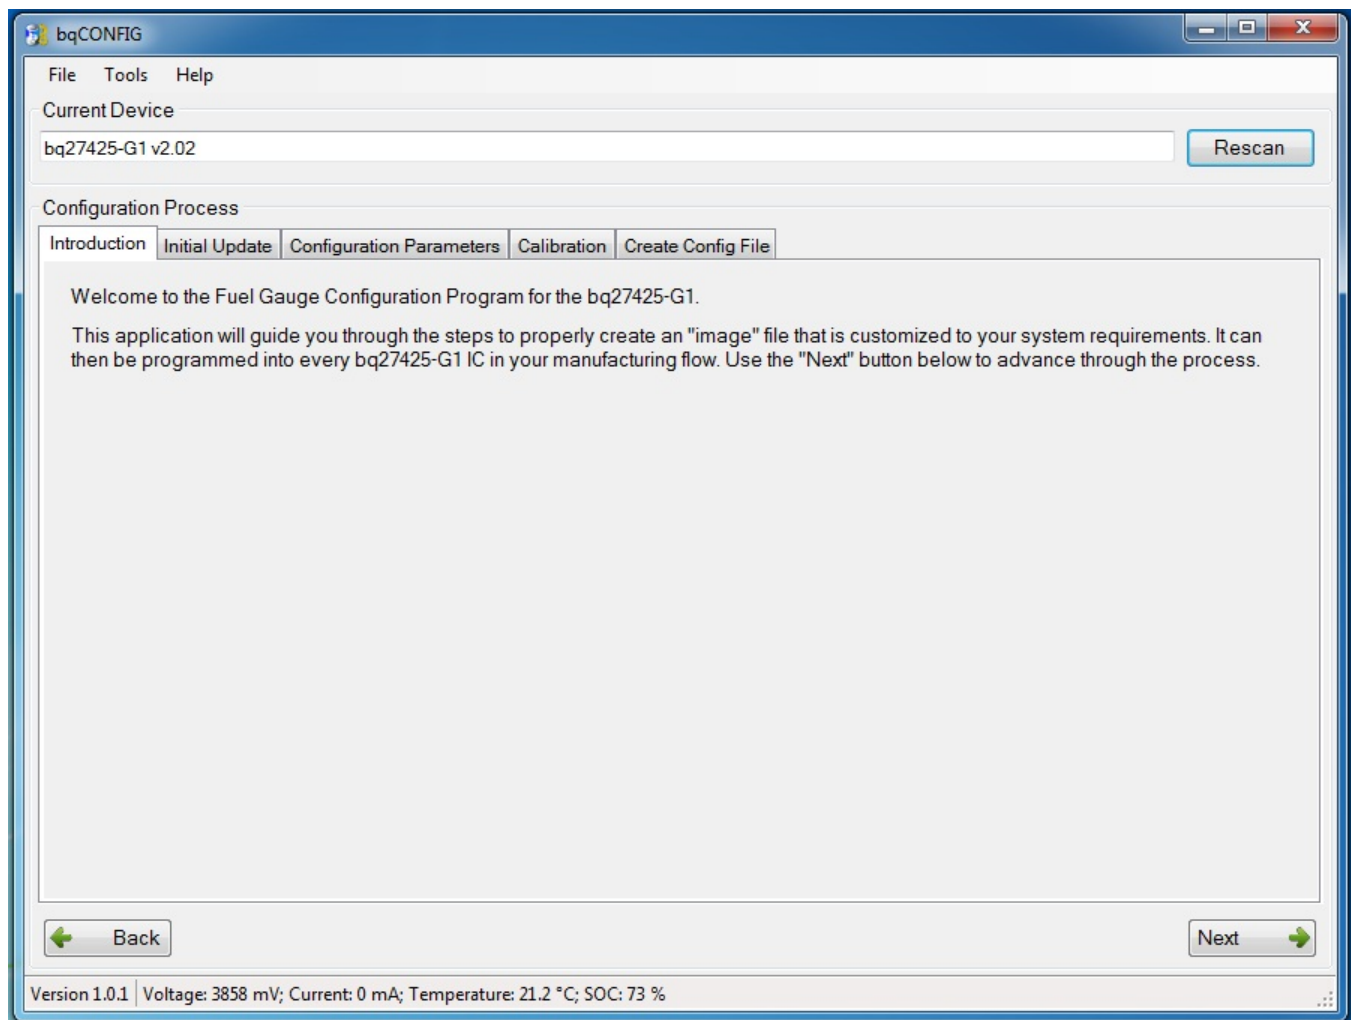 bqCONFIG
File Tools Help
Current Device
bq27425-G1 v2.02
Rescan
Configuration Process
Introduction Initial Update Configuration Parameters Calibration Create Config File
Welcome to the Fuel Gauge Configuration Program for the bq27425-G1.
This application will guide you through the steps to properly create an "image" file that is customized to your system requirements. It can
then be programmed into every bq27425-G1 IC in your manufacturing flow. Use the "Next" button below to advance through the process.
Back
Next
Version 1.0.1 Voltage: 3858 mV; Current: 0 mA; Temperature: 21.2 °C; SOC: 73 %